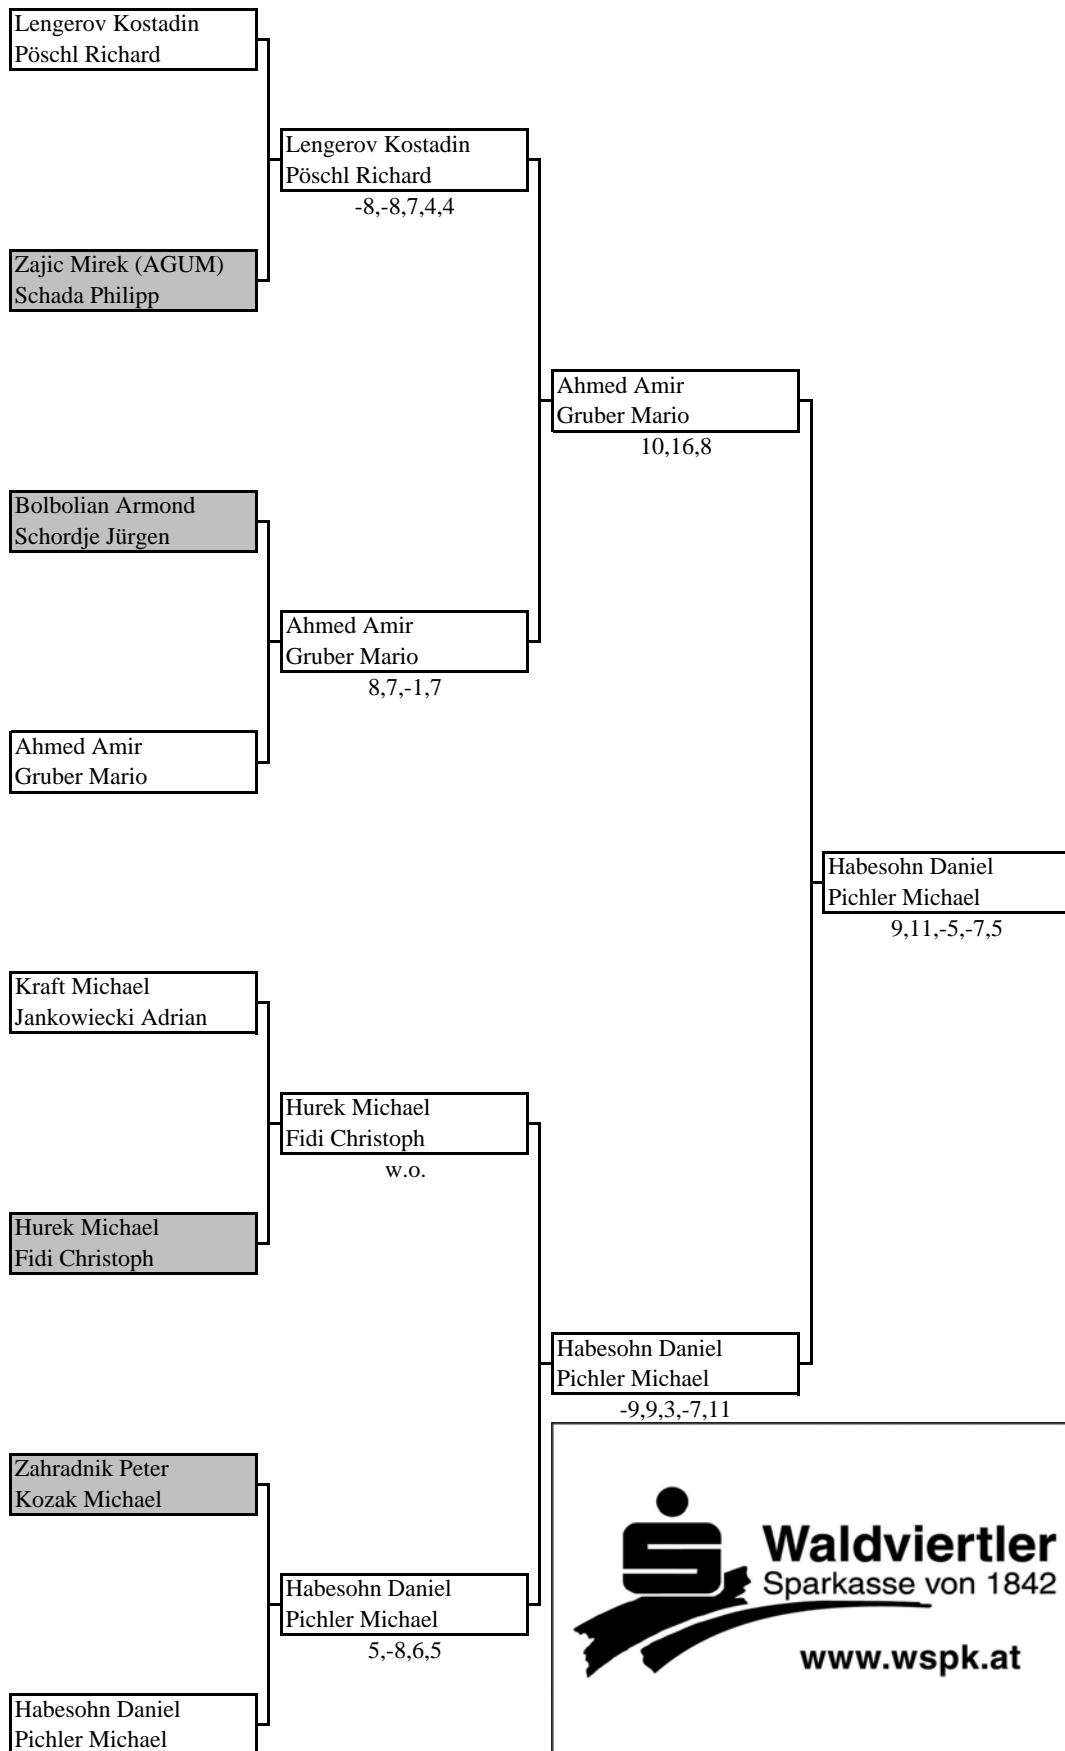 Lengerov Kostadin
Pöschl Richard
Lengerov Kostadin
Pöschl Richard
-8,-8,7,4,4
Zajic Mirek (AGUM)
Schada Philipp
Ahmed Amir
Gruber Mario
10,16,8
Bolbolian Armond
Schordje Jürgen
Ahmed Amir
Gruber Mario
8,7,-1,7
Ahmed Amir
Gruber Mario
Habesohn Daniel
Pichler Michael
9,11,-5,-7,5
Kraft Michael
Jankowiecki Adrian
Hurek Michael
Fidi Christoph
w.o.
Hurek Michael
Fidi Christoph
Habesohn Daniel
Pichler Michael
-9,9,3,-7,11
Zahradnik Peter
Kozak Michael
Habesohn Daniel
Pichler Michael
5,-8,6,5
Habesohn Daniel
Pichler Michael
Waldviertler
Sparkasse von 1842
www.wspk.at